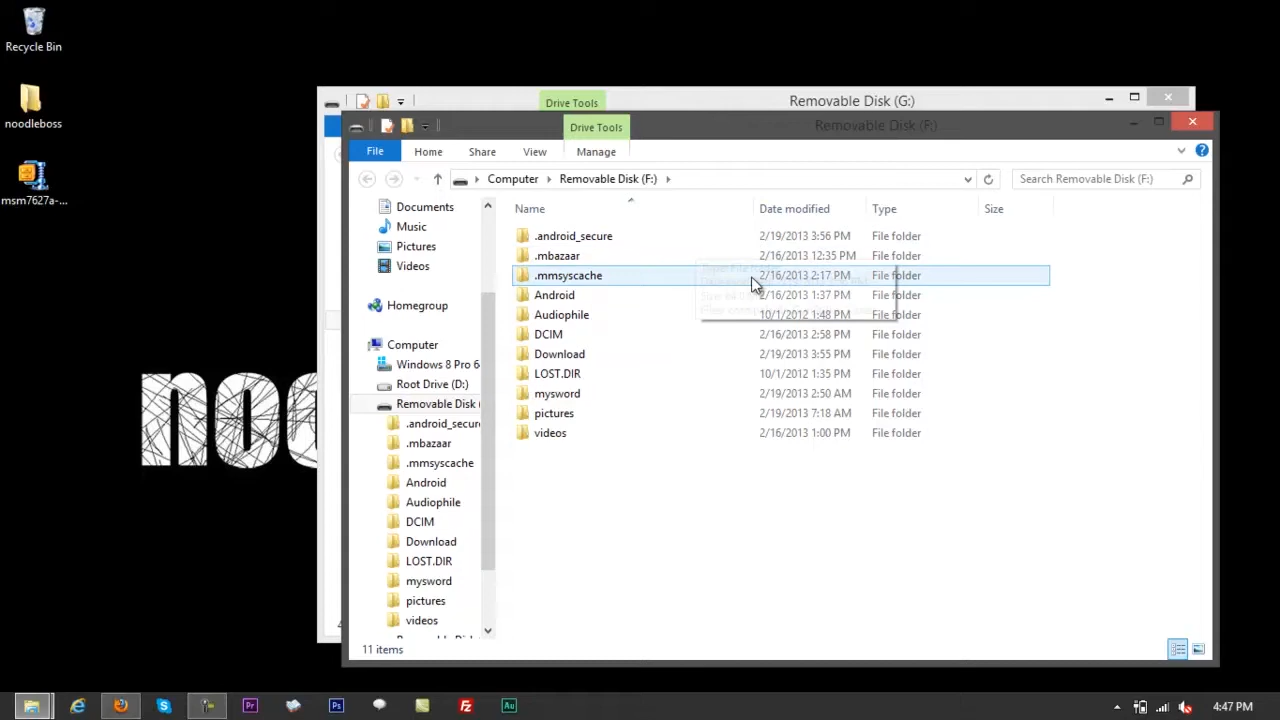 Recycle Bin
noodleboss
msm7627a-...
noo
Drive Tools
Removable Disk (G:)
Drive Tools
Removable Disk (F:)
File Home Share View Manage
Computer Removable Disk (F:)
Search Removable Disk (F:)
Documents
Music
Pictures
Videos
Homegroup
Computer
Windows 8 Pro 6
Root Drive (D:)
Removable Disk (
.android_secure
.mbazaar
.mmsyscache
Android
Audiophile
DCIM
Download
LOST.DIR
mysword
pictures
videos
Name Date modified Type Size
.android_secure 2/19/2013 3:56 PM File folder
.mbazaar 2/16/2013 12:35 PM File folder
.mmsyscache 2/16/2013 2:17 PM File folder
Android 2/16/2013 1:37 PM File folder
Audiophile 10/1/2012 1:48 PM File folder
DCIM 2/16/2013 2:58 PM File folder
Download 2/19/2013 3:55 PM File folder
LOST.DIR 10/1/2012 1:35 PM File folder
mysword 2/19/2013 2:50 AM File folder
pictures 2/19/2013 7:18 AM File folder
videos 2/16/2013 1:00 PM File folder
11 items
Pr
Ps
Fz
Au
4:47 PM